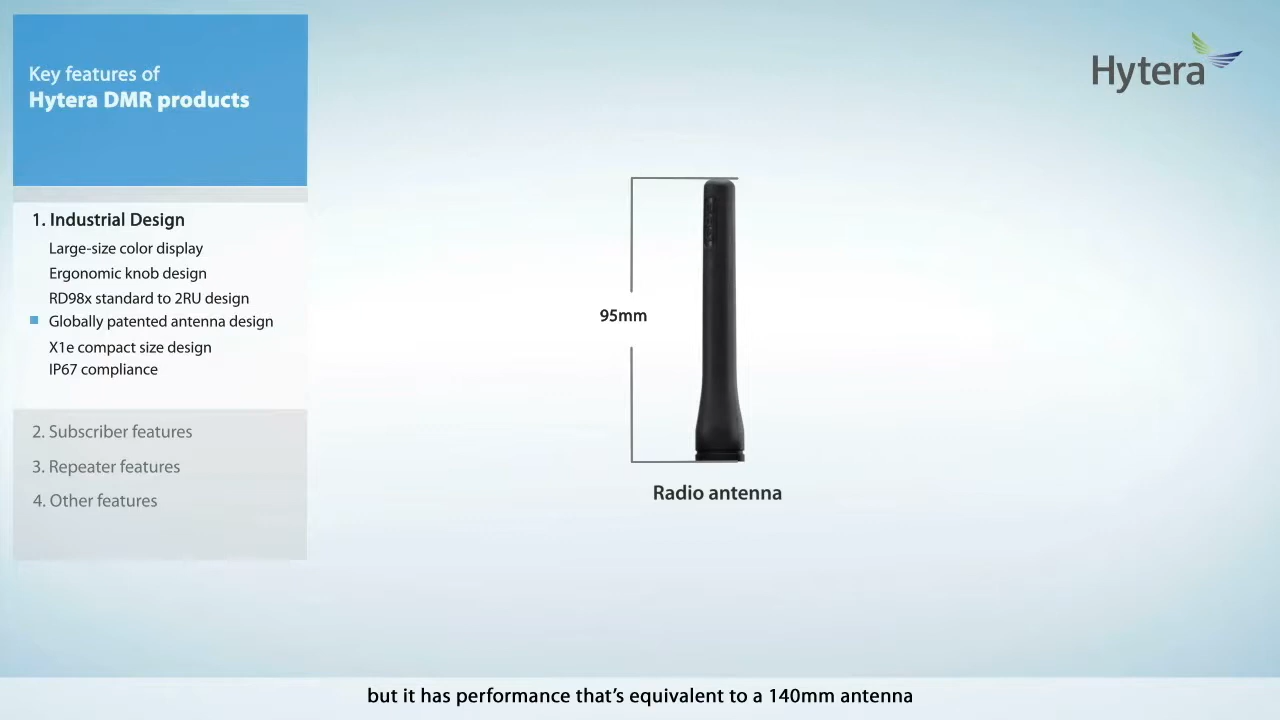 Key features of
Hytera DMR products
Hytera
1. Industrial Design
Large-size color display
Ergonomic knob design
RD98x standard to 2RU design
Globally patented antenna design
X1e compact size design
IP67 compliance
2. Subscriber features
3. Repeater features
4. Other features
95mm
Radio antenna
but it has performance that's equivalent to a 140mm antenna